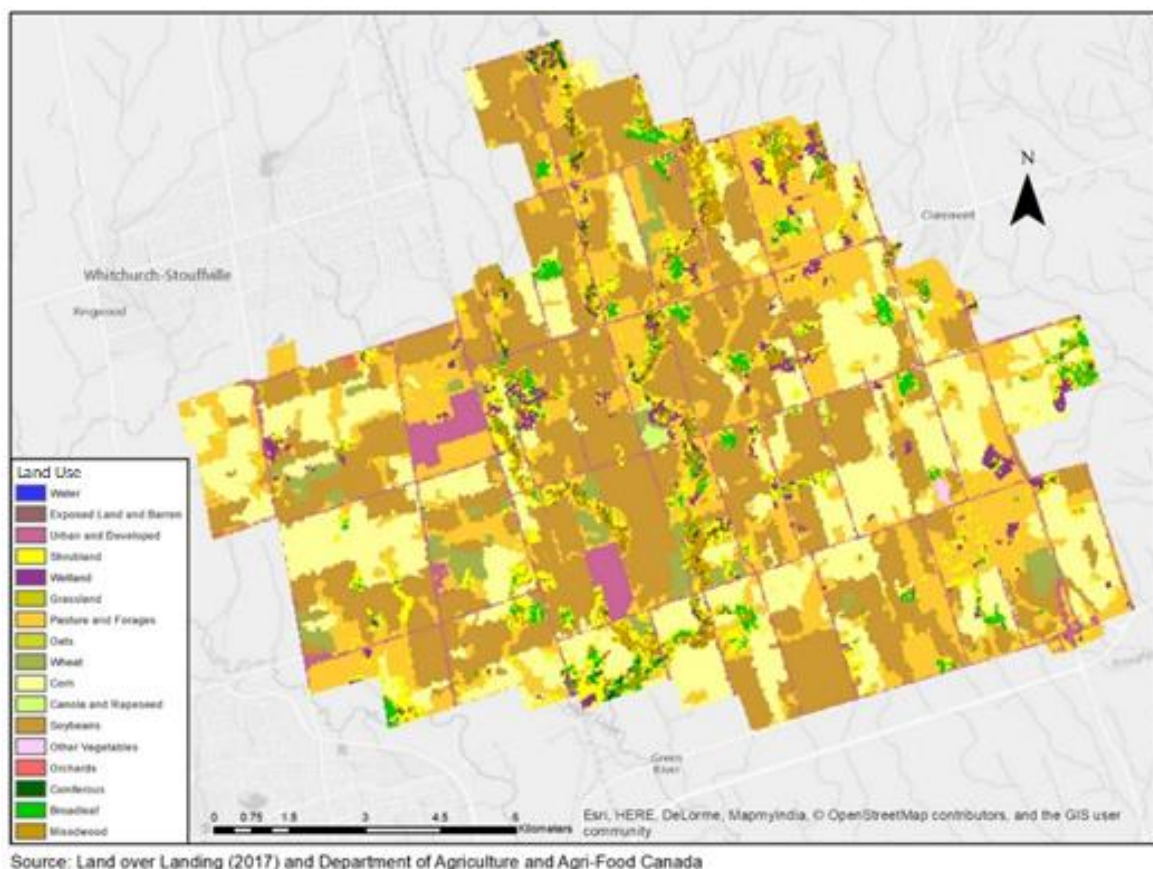 N
Claremont
Whitchurch-Stouffville
Ringwood
Land Use
Water
Exposed Land and Barren
Urban and Developed
Shrubland
Wetland
Grassland
Pasture and Forages
Oats
Wheat
Corn
Canola and Rapeseed
Soybeans
Other Vegetables
Orchards
Coniferous
Broadleaf
Mixedwood
Green
River
0 0.75 1.5 3 4.5 6
Kilometers
Esri, HERE, DeLorme, MapmyIndia, © OpenStreetMap contributors, and the GIS user
community
Source: Land over Landing (2017) and Department of Agriculture and Agri-Food Canada